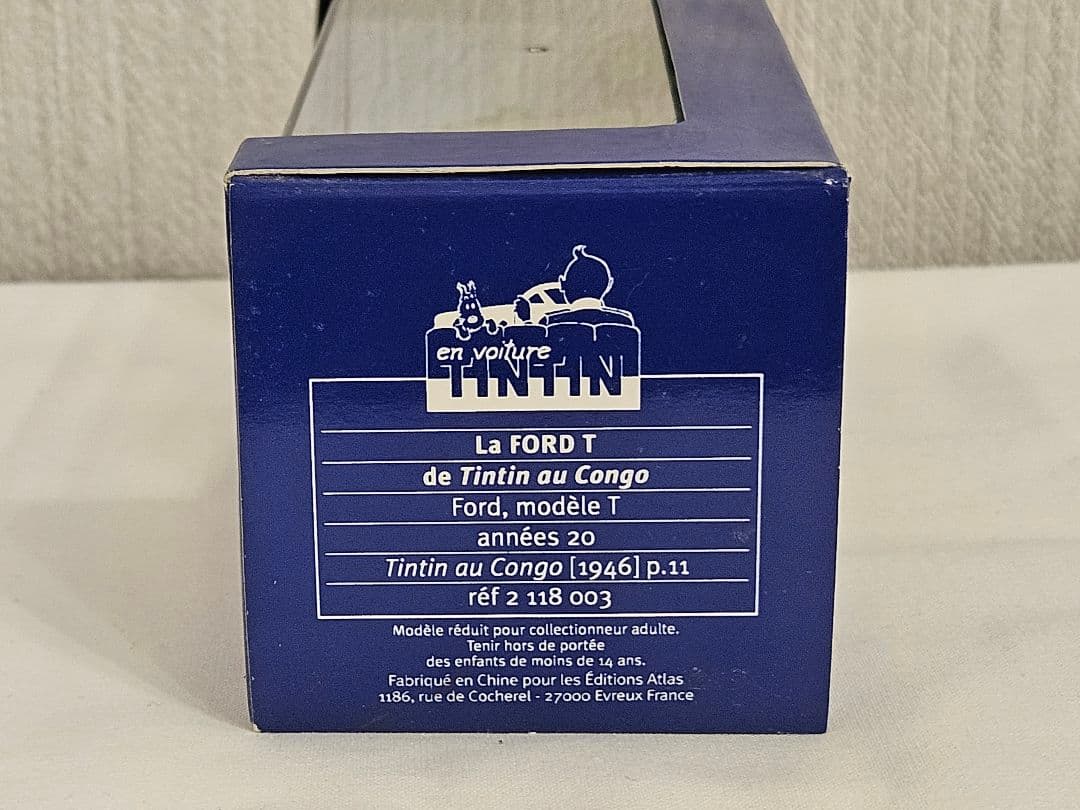 en voiture
TINTIN
La FORD T
de Tintin au Congo
Ford, modèle T
années 20
Tintin au Congo [1946] p.11
réf 2 118 003
Modèle réduit pour collectionneur adulte.
Tenir hors de portée
des enfants de moins de 14 ans.
Fabriqué en Chine pour les Éditions Atlas
1186, rue de Cocherel - 27000 Evreux France